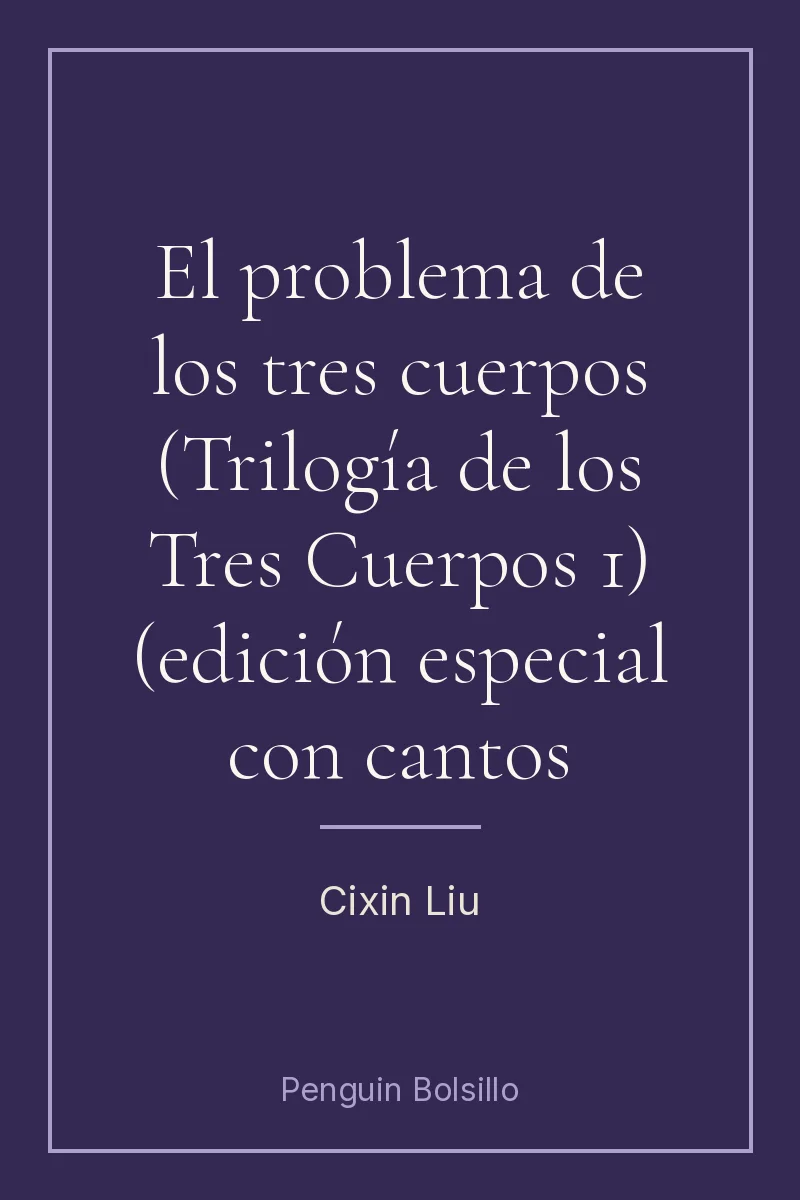 El problema de
los tres cuerpos
(Trilogía de los
Tres Cuerpos 1)
(edición especial
con cantos
Cixin Liu
Penguin Bolsillo